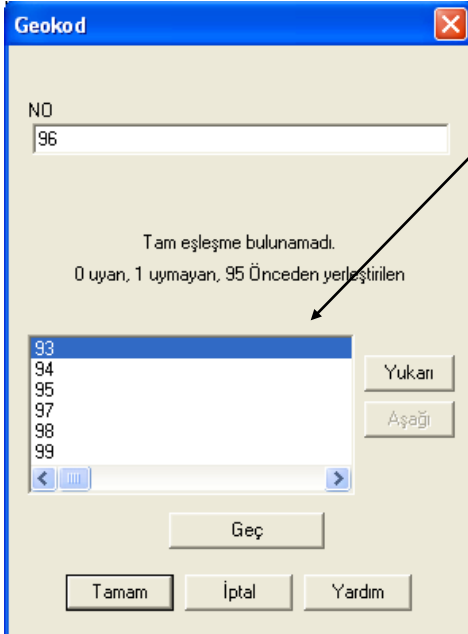 Geokod
NO
96
Tam eşleşme bulunamadı.
0 uyan, 1 uymayan, 95 Önceden yerleştirilen
93
94
95
97
98
99
Yukarı
Aşağı
Geç
Tamam
İptal
Yardım